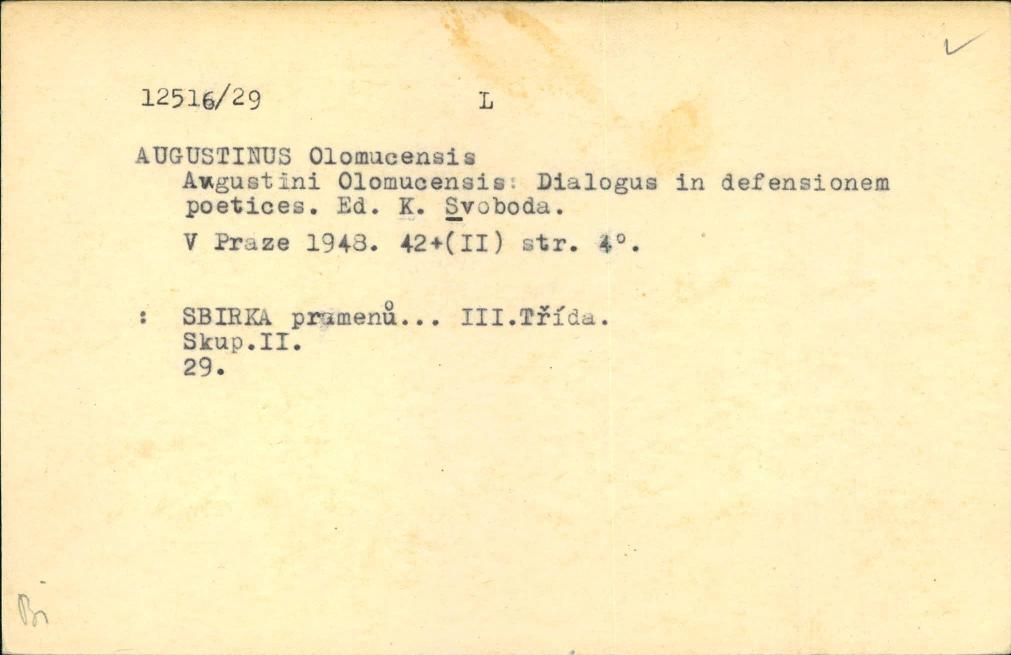 12516/29 L
AUGUSTINUS Olomucensis
Augustini Olomucensis: Dialogus in defensionem
poetices. Ed. K. Svoboda.
V Praze 1948. 42+(II) str. 4°.
: SBIRKA pramenů... III.Třída.
Skup.II.
29.
Bi